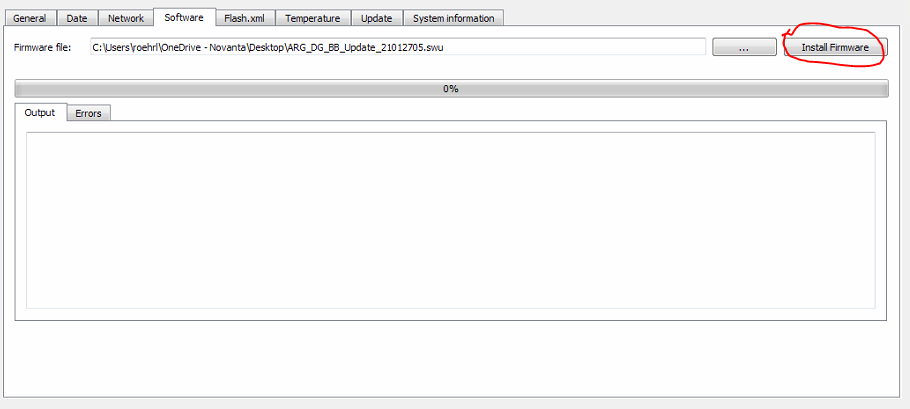 General Date Network Software Flash.xml Temperature Update System information
Firmware file: C:\Users\roehrl\OneDrive - Novanta\Desktop\ARG_DG_BB_Update_21012705.swu ... Install Firmware
0%
Output Errors